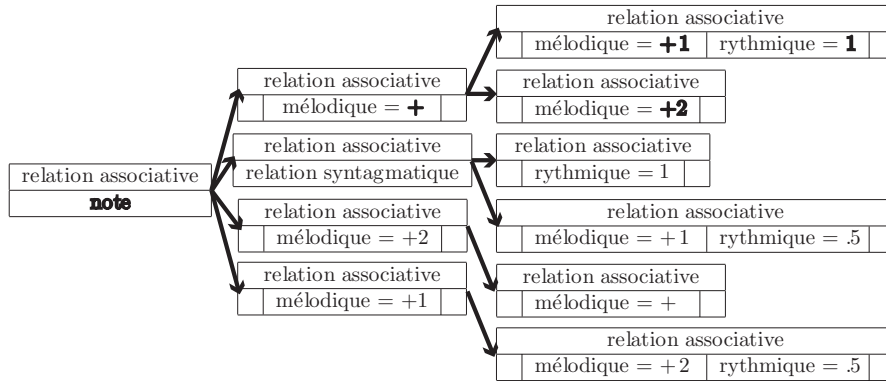 relation associative
mélodique = +1 rythmique = 1
relation associative
mélodique = +
relation associative
mélodique = +2
relation associative
relation syntagmatique
relation associative
rythmique = 1
relation associative
note
relation associative
mélodique = +2
relation associative
mélodique = +1 rythmique = .5
relation associative
mélodique = +1
relation associative
mélodique = +
relation associative
mélodique = +2 rythmique = .5